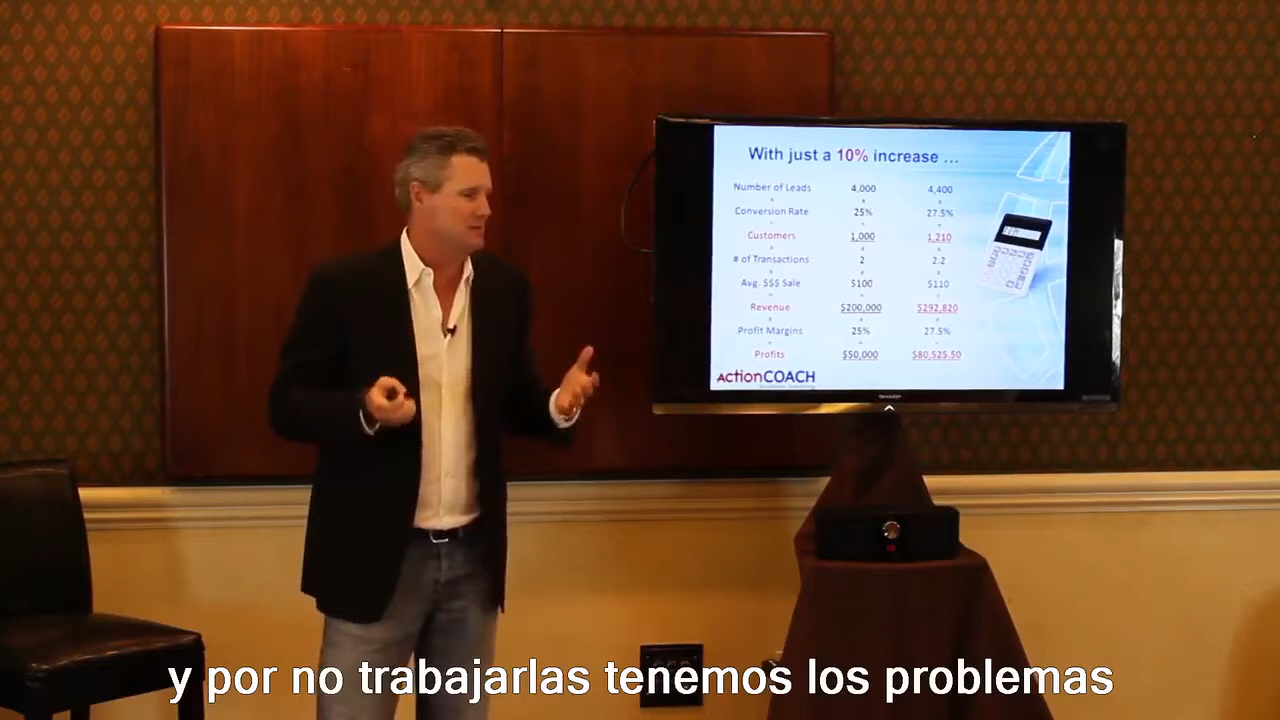 With just a 10% increase ...
Number of Leads 4,000 4,400
x x x
Conversion Rate 25% 27.5%
= = =
Customers 1,000 1,210
x x x
# of Transactions 2 2.2
x x x
Avg. $$$ Sale $100 $110
= = =
Revenue $200,000 $292,820
x x x
Profit Margins 25% 27.5%
= = =
Profits $50,000 $80,525.50
ActionCOACH
SHARP
y por no trabajarlas tenemos los problemas